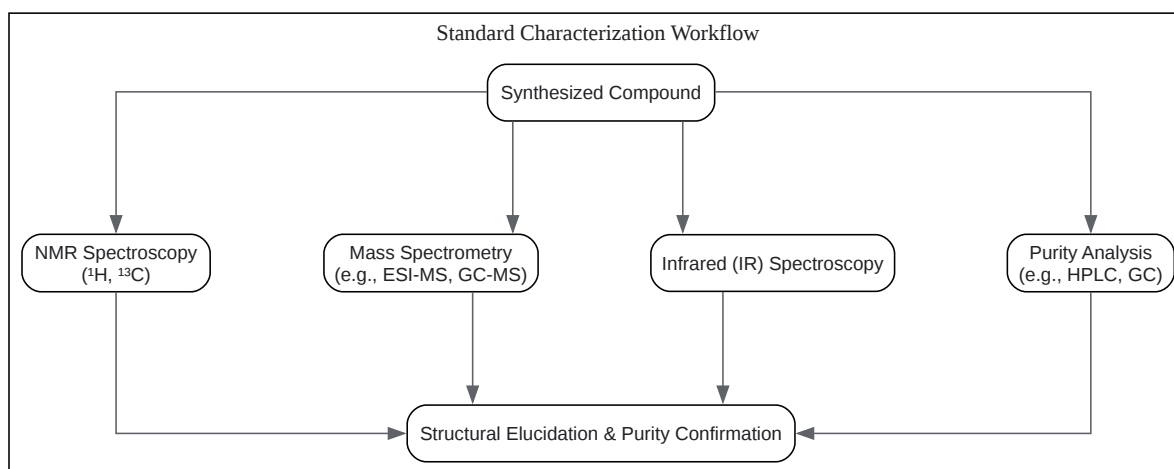 Standard Characterization Workflow
Synthesized Compound
NMR Spectroscopy
(¹H, ¹³C)
Mass Spectrometry
(e.g., ESI-MS, GC-MS)
Infrared (IR) Spectroscopy
Purity Analysis
(e.g., HPLC, GC)
Structural Elucidation & Purity Confirmation